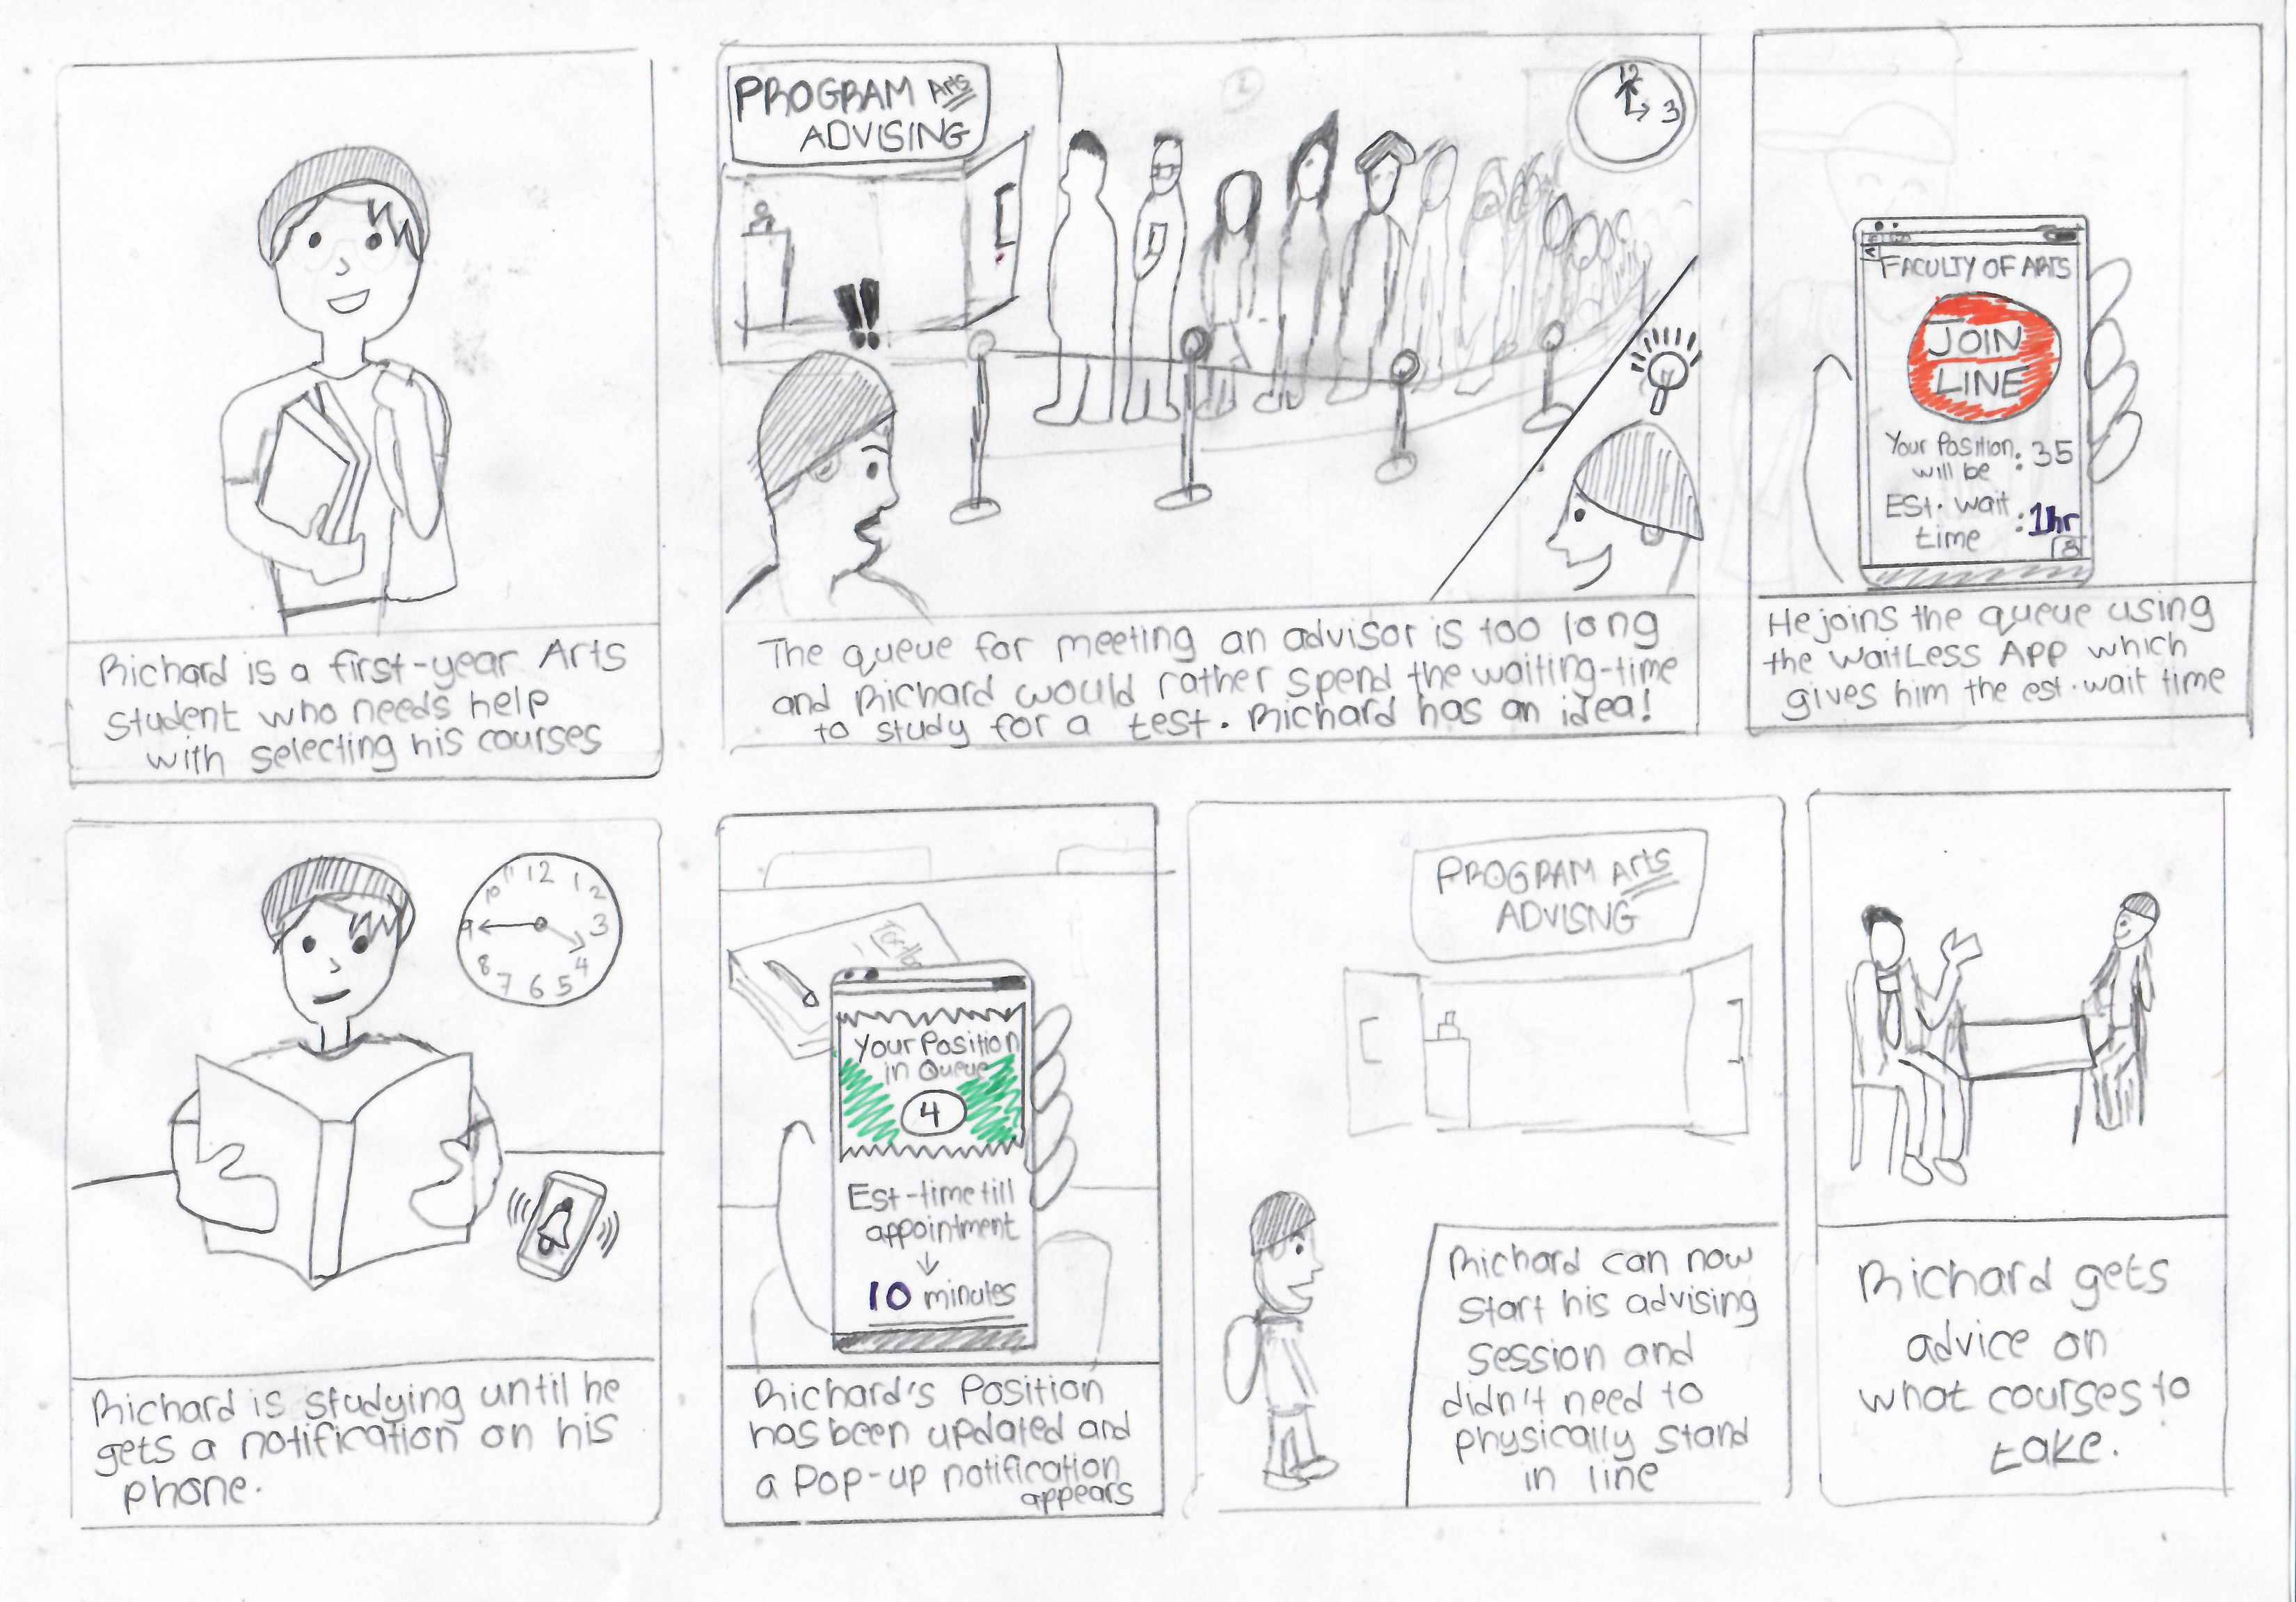 Richard is a first-year Arts
student who needs help
with selecting his courses
PROGRAM Arts
ADVISING
12
3
The queue for meeting an advisor is too long
and Richard would rather spend the waiting-time
to study for a test. Richard has an idea!
FACULTY OF ARTS
JOIN
LINE
Your Position : 35
will be
Est. wait : 1hr
time
He joins the queue using
the WaitLess App which
gives him the est. wait time
12
1
2
3
4
5
6
7
8
9
10
11
Richard is studying until he
gets a notification on his
phone.
Your Position
in Queue
4
Est-time till
appointment
10 minutes
Richard's Position
has been updated and
a Pop-up notification
appears
PROGRAM Arts
ADVISNG
Richard can now
start his advising
session and
didn't need to
physically stand
in line
Richard gets
advice on
what courses to
take.